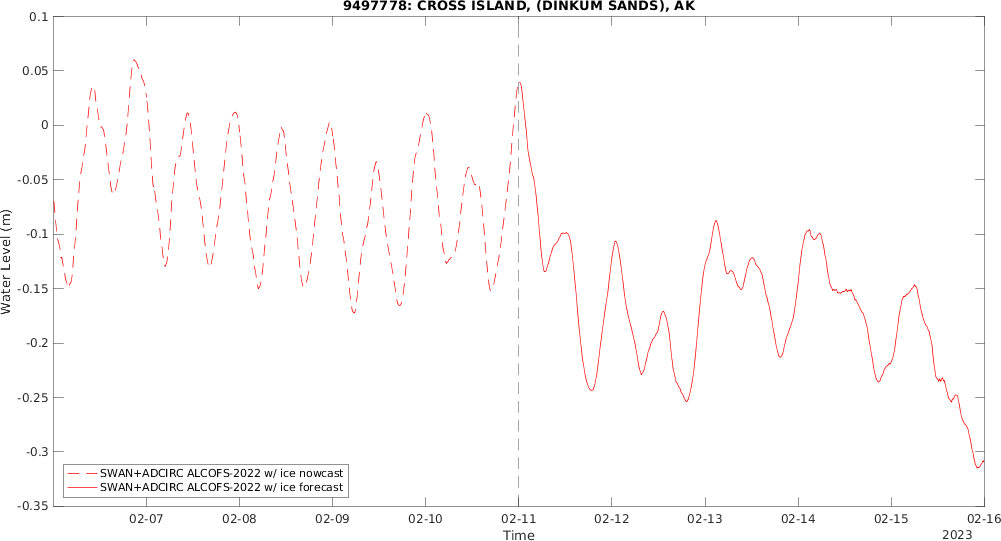 9497778: CROSS ISLAND, (DINKUM SANDS), AK
0.1
0.05
0
-0.05
-0.1
-0.15
-0.2
-0.25
-0.3
-0.35
Water Level (m)
SWAN+ADCIRC ALCOFS-2022 w/ ice nowcast
SWAN+ADCIRC ALCOFS-2022 w/ ice forecast
02-07 02-08 02-09 02-10 02-11 02-12 02-13 02-14 02-15 02-16
Time
2023